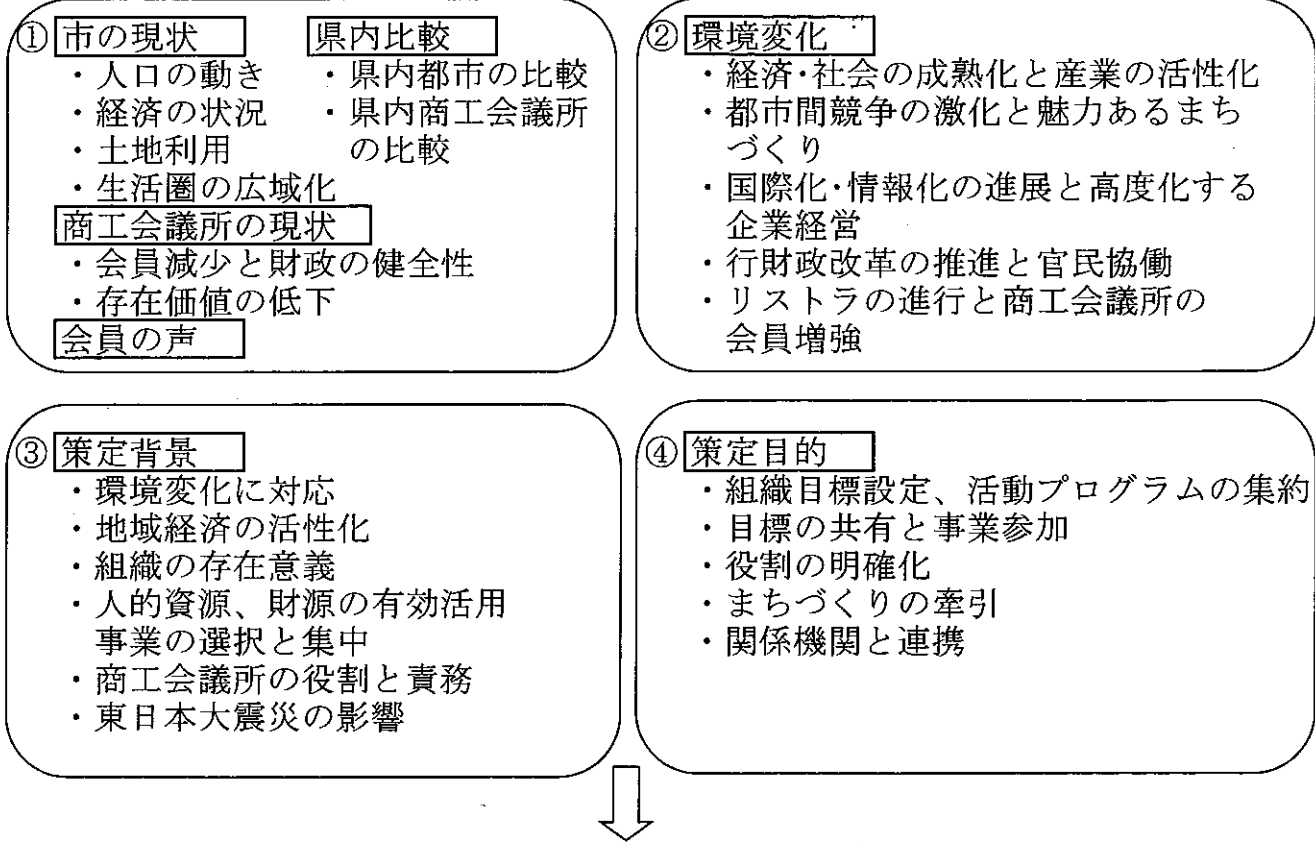 ① 市の現状
・人口の動き
・経済の状況
・土地利用
・生活圏の広域化
県内比較
・県内都市の比較
・県内商工会議所
の比較
商工会議所の現状
・会員減少と財政の健全性
・存在価値の低下
会員の声
② 環境変化
・経済･社会の成熟化と産業の活性化
・都市間競争の激化と魅力あるまち
づくり
・国際化･情報化の進展と高度化する
企業経営
・行財政改革の推進と官民協働
・リストラの進行と商工会議所の
会員増強
③ 策定背景
・環境変化に対応
・地域経済の活性化
・組織の存在意義
・人的資源、財源の有効活用
事業の選択と集中
・商工会議所の役割と責務
・東日本大震災の影響
④ 策定目的
・組織目標設定、活動プログラムの集約
・目標の共有と事業参加
・役割の明確化
・まちづくりの牽引
・関係機関と連携